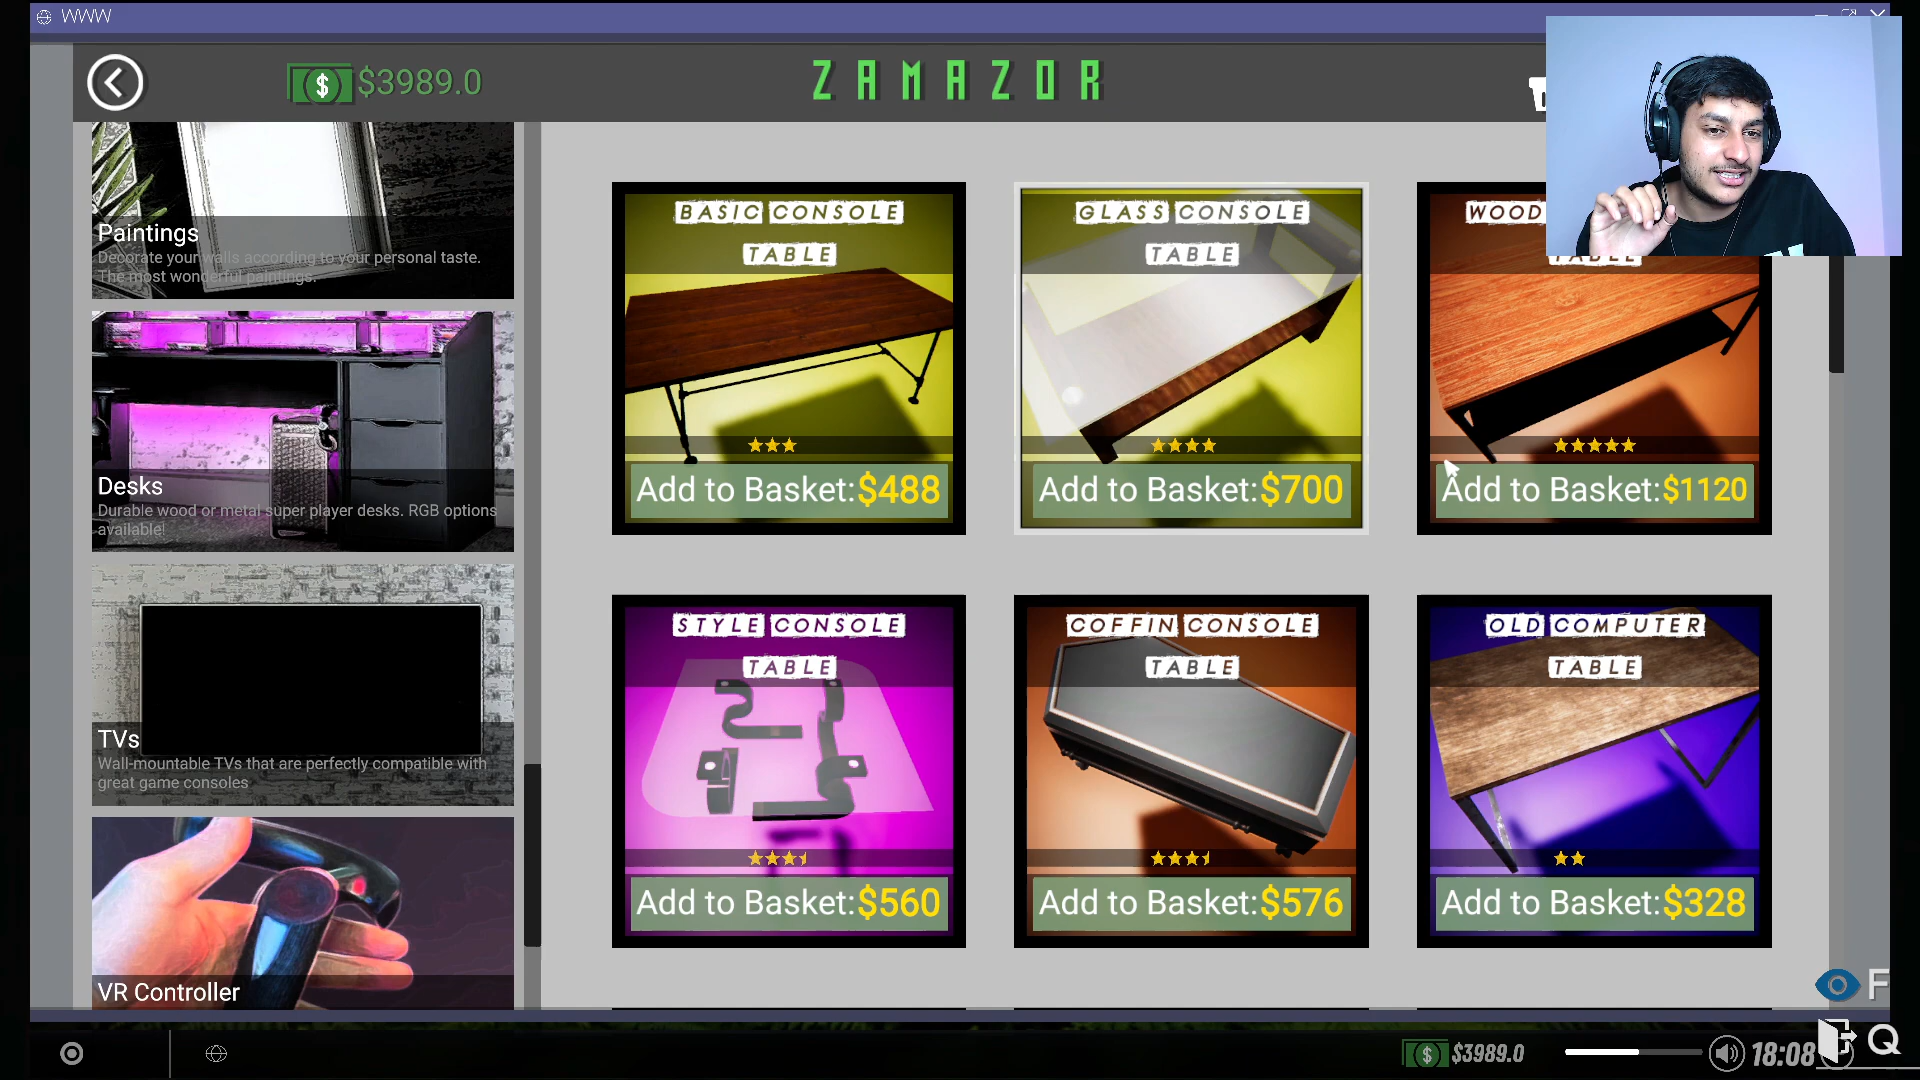 WWW
$3989.0
ZAMAZOR
Paintings
Decorate your walls according to your personal taste.
The most wonderful paintings.
Desks
Durable wood or metal super player desks. RGB options
available!
TVs
Wall-mountable TVs that are perfectly compatible with
great game consoles
VR Controller
BASIC CONSOLE
TABLE
Add to Basket:$488
GLASS CONSOLE
TABLE
Add to Basket:$700
WOOD
TABLE
Add to Basket:$1120
STYLE CONSOLE
TABLE
Add to Basket:$560
COFFIN CONSOLE
TABLE
Add to Basket:$576
OLD COMPUTER
TABLE
Add to Basket:$328
F
$3989.0
18:08
Q